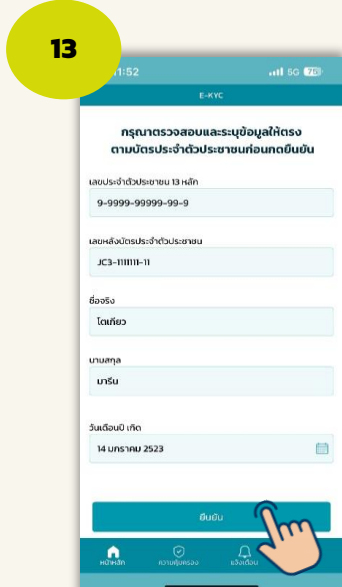 13
11:52
5G 75
E-KYC
กรุณาตรวจสอบและระบุข้อมูลให้ตรง
ตามบัตรประจำตัวประชาชนก่อนกดยืนยัน
เลขประจำตัวประชาชน 13 หลัก
9-9999-99999-99-9
เลขหลังบัตรประจำตัวประชาชน
JC3-1111111-11
ชื่อจริง
โตเกียว
นามสกุล
มารีน
วันเดือนปี เกิด
14 มกราคม 2523
ยืนยัน
หน้าหลัก
ความคุ้มครอง
แจ้งเตือน